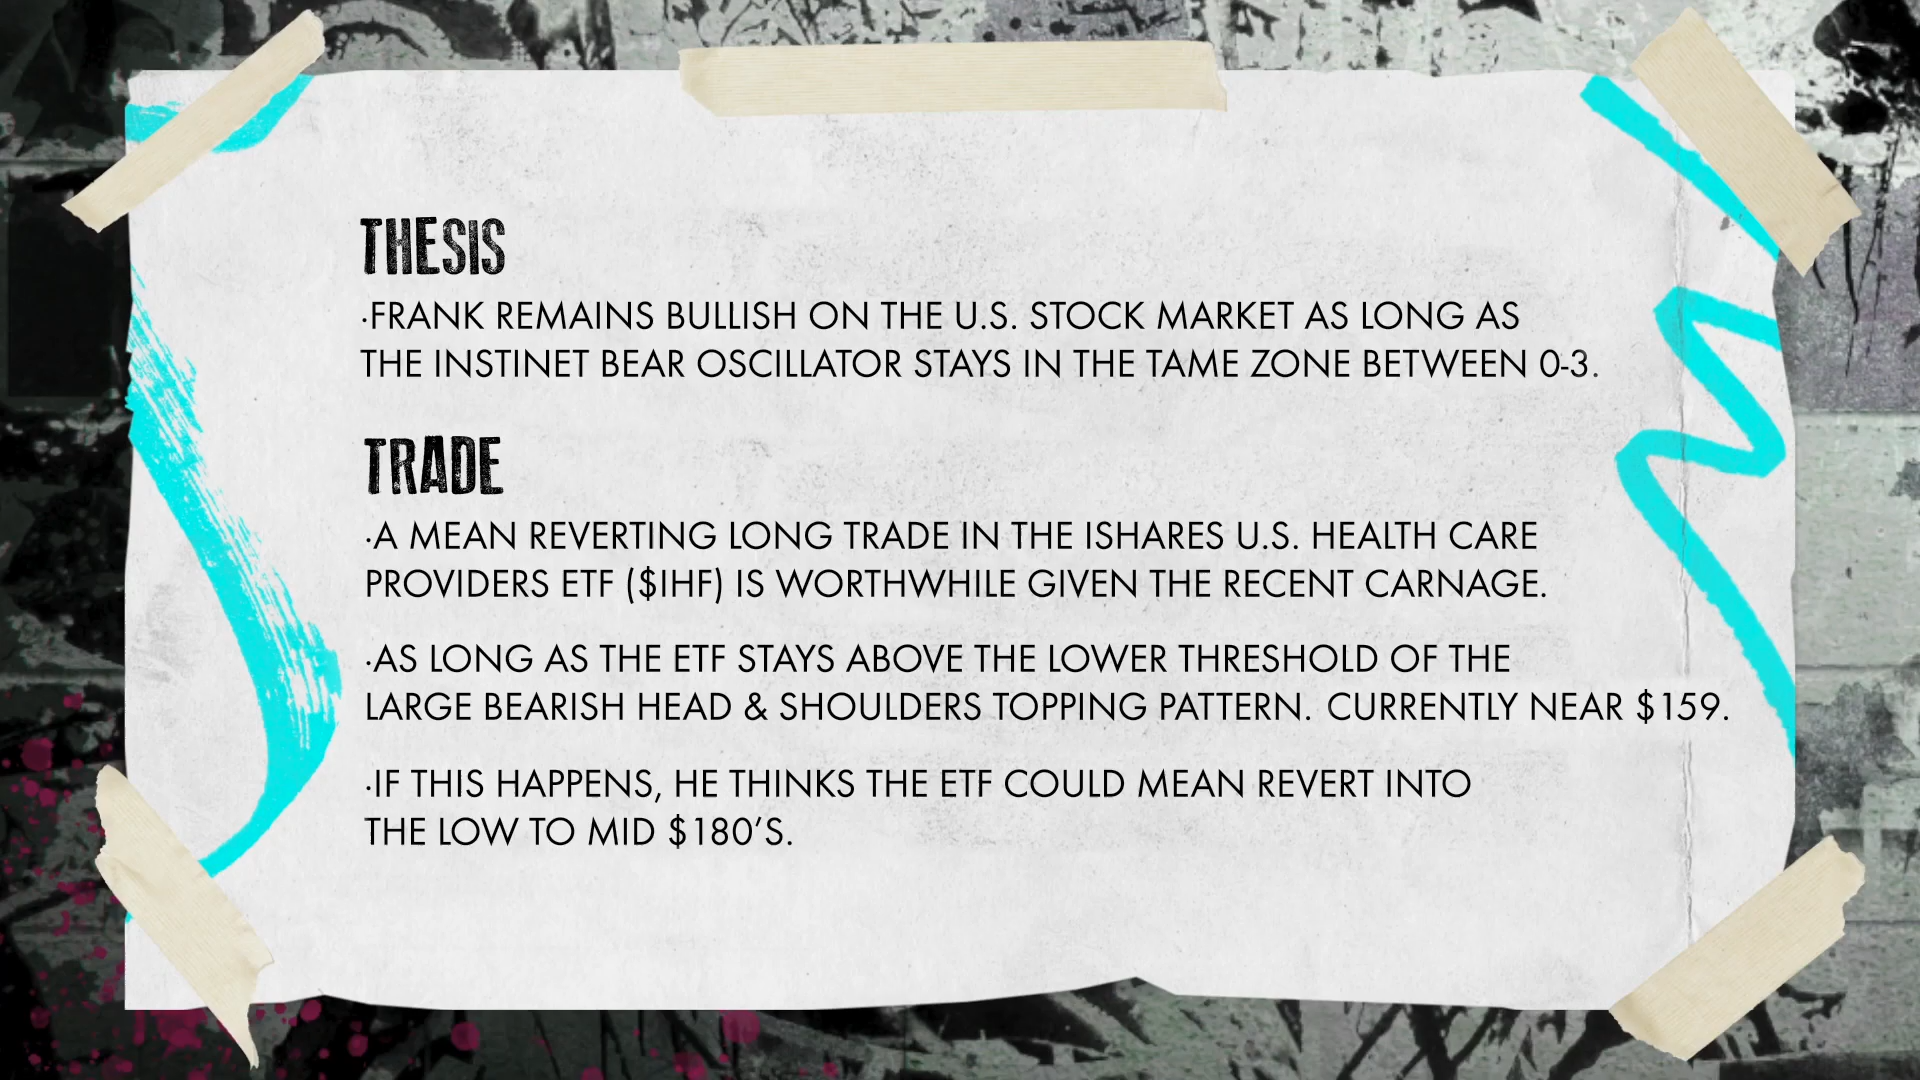 THESIS
·FRANK REMAINS BULLISH ON THE U.S. STOCK MARKET AS LONG AS
THE INSTINET BEAR OSCILLATOR STAYS IN THE TAME ZONE BETWEEN 0-3.
TRADE
·A MEAN REVERTING LONG TRADE IN THE ISHARES U.S. HEALTH CARE
PROVIDERS ETF ($IHF) IS WORTHWHILE GIVEN THE RECENT CARNAGE.
·AS LONG AS THE ETF STAYS ABOVE THE LOWER THRESHOLD OF THE
LARGE BEARISH HEAD & SHOULDERS TOPPING PATTERN. CURRENTLY NEAR $159.
·IF THIS HAPPENS, HE THINKS THE ETF COULD MEAN REVERT INTO
THE LOW TO MID $180’S.